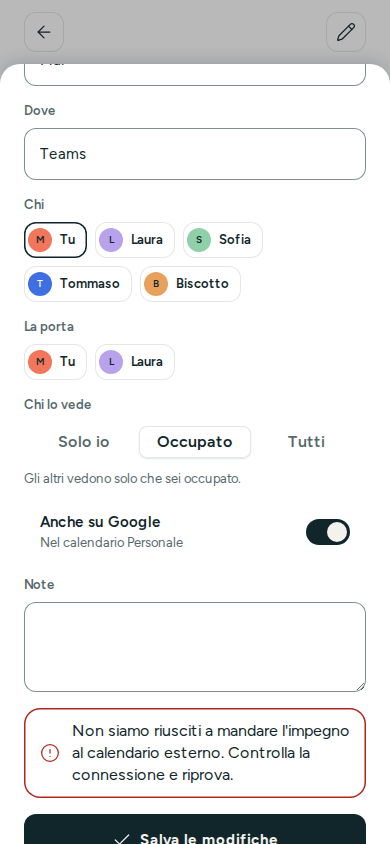 Dove
Teams
Chi
M Tu
L Laura
S Sofia
T Tommaso
B Biscotto
La porta
M Tu
L Laura
Chi lo vede
Solo io
Occupato
Tutti
Gli altri vedono solo che sei occupato.
Anche su Google
Nel calendario Personale
Note
Non siamo riusciti a mandare l'impegno
al calendario esterno. Controlla la
connessione e riprova.
Salva le modifiche